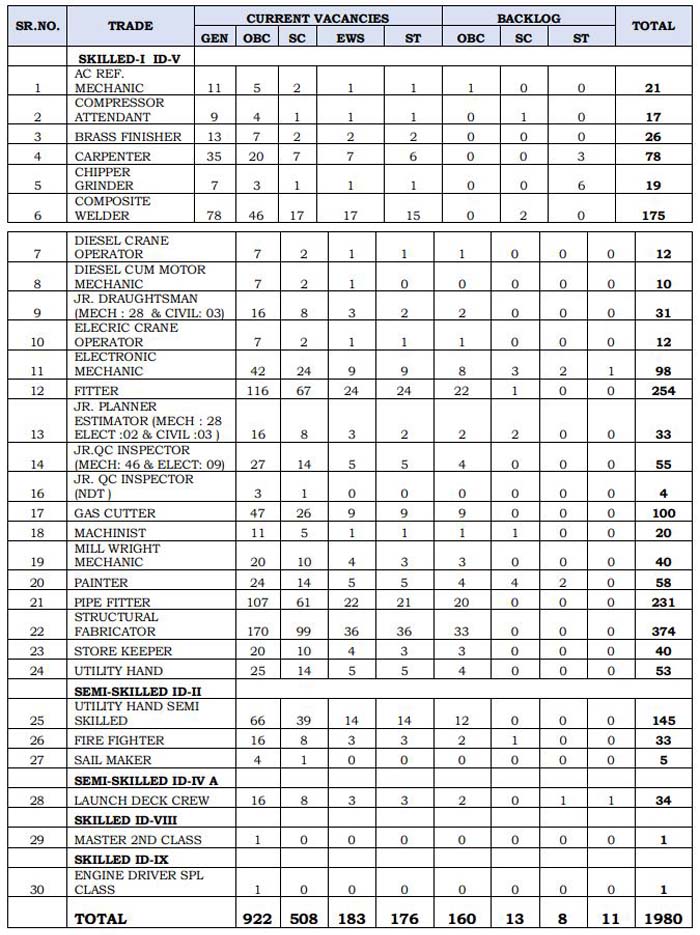 SR.NO. TRADE CURRENT VACANCIES BACKLOG TOTAL
GEN OBC SC EWS ST OBC SC ST
SKILLED-I ID-V
AC REF.
1 MECHANIC 11 5 2 1 1 1 0 0 21
COMPRESSOR
2 ATTENDANT 9 4 1 1 1 0 1 0 17
3 BRASS FINISHER 13 7 2 2 2 0 0 0 26
4 CARPENTER 35 20 7 7 6 0 0 3 78
CHIPPER
5 GRINDER 7 3 1 1 1 0 0 6 19
COMPOSITE
6 WELDER 78 46 17 17 15 0 2 0 175
DIESEL CRANE
7 OPERATOR 7 2 1 1 1 0 0 0 12
DIESEL CUM MOTOR
8 MECHANIC 7 2 1 0 0 0 0 0 10
JR. DRAUGHTSMAN
9 (MECH : 28 & CIVIL: 03) 16 8 3 2 2 0 0 0 31
ELECRIC CRANE
10 OPERATOR 7 2 1 1 1 0 0 0 12
ELECTRONIC
11 MECHANIC 42 24 9 9 8 3 2 1 98
12 FITTER 116 67 24 24 22 1 0 0 254
JR. PLANNER
ESTIMATOR (MECH : 28
13 ELECT :02 & CIVIL :03 ) 16 8 3 2 2 2 0 0 33
JR.QC INSPECTOR
14 (MECH: 46 & ELECT: 09) 27 14 5 5 4 0 0 0 55
JR. QC INSPECTOR
16 (NDT ) 3 1 0 0 0 0 0 0 4
17 GAS CUTTER 47 26 9 9 9 0 0 0 100
18 MACHINIST 11 5 1 1 1 1 0 0 20
MILL WRIGHT
19 MECHANIC 20 10 4 3 3 0 0 0 40
20 PAINTER 24 14 5 5 4 4 2 0 58
21 PIPE FITTER 107 61 22 21 20 0 0 0 231
STRUCTURAL
22 FABRICATOR 170 99 36 36 33 0 0 0 374
23 STORE KEEPER 20 10 4 3 3 0 0 0 40
24 UTILITY HAND 25 14 5 5 4 0 0 0 53
SEMI-SKILLED ID-II
UTILITY HAND SEMI
25 SKILLED 66 39 14 14 12 0 0 0 145
26 FIRE FIGHTER 16 8 3 3 2 1 0 0 33
27 SAIL MAKER 4 1 0 0 0 0 0 0 5
SEMI-SKILLED ID-IV A
28 LAUNCH DECK CREW 16 8 3 3 2 0 1 1 34
SKILLED ID-VIII
29 MASTER 2ND CLASS 1 0 0 0 0 0 0 0 1
SKILLED ID-IX
ENGINE DRIVER SPL
30 CLASS 1 0 0 0 0 0 0 0 1
TOTAL 922 508 183 176 160 13 8 11 1980